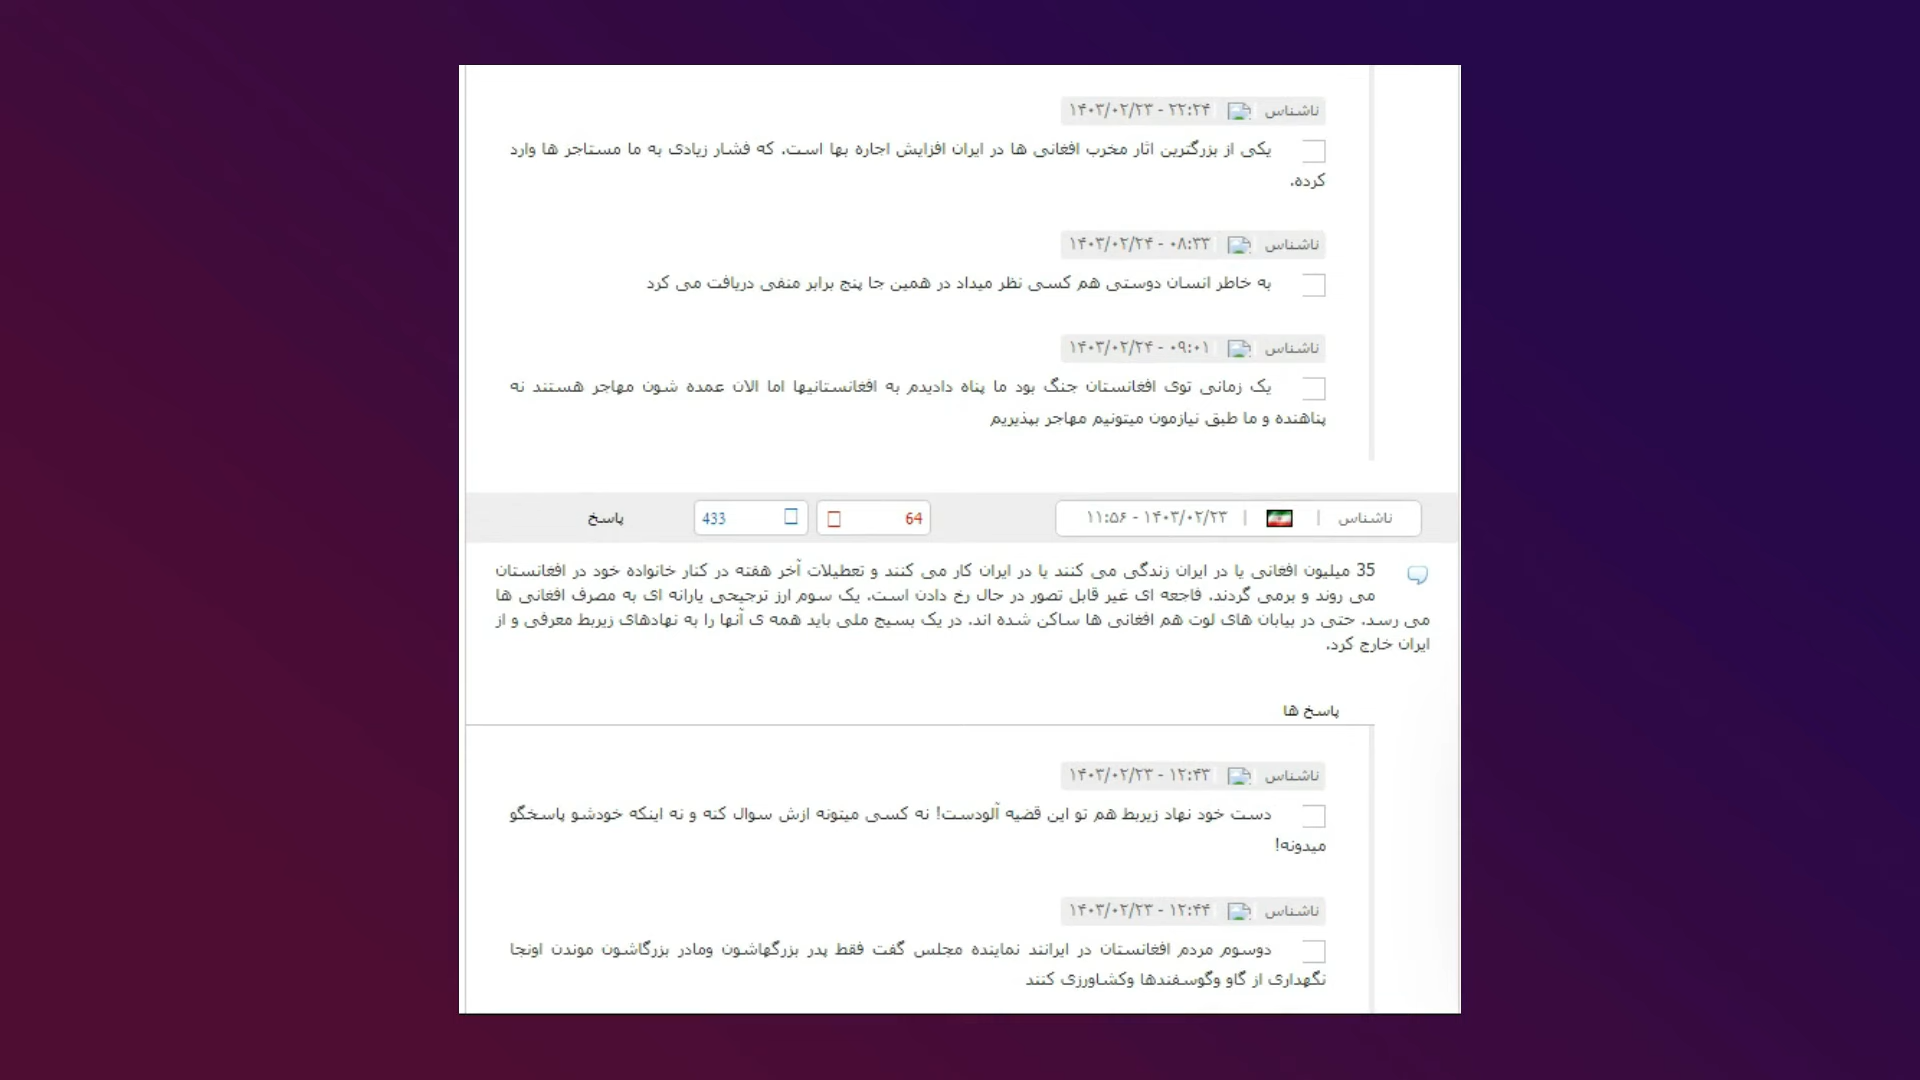 ناشناس ۲۲:۲۴ - ۱۴۰۳/۰۲/۲۳
یکی از بزرگترین اثار مخرب افغانی ها در ایران افزایش اجاره بها است. که فشار زیادی به ما مستاجر ها وارد
کرده.
ناشناس ۰۸:۳۳ - ۱۴۰۳/۰۲/۲۴
به خاطر انسان دوستی هم کسی نظر میداد در همین جا پنج برابر منفی دریافت می کرد
ناشناس ۰۹:۰۱ - ۱۴۰۳/۰۲/۲۴
یک زمانی توی افغانستان جنگ بود ما پناه دادیدم به افغانستانیها اما الان عمده شون مهاجر هستند نه
پناهنده و ما طبق نیازمون میتونیم مهاجر بپذیریم
ناشناس | | ۱۱:۵۶ - ۱۴۰۳/۰۲/۲۳ 64 433 پاسخ
35 میلیون افغانی یا در ایران زندگی می کنند یا در ایران کار می کنند و تعطیلات آخر هفته در کنار خانواده خود در افغانستان
می روند و برمی گردند. فاجعه ای غیر قابل تصور در حال رخ دادن است. یک سوم ارز ترجیحی یارانه ای به مصرف افغانی ها
می رسد. حتی در بیابان های لوت هم افغانی ها ساکن شده اند. در یک بسیج ملی باید همه ی آنها را به نهادهای زیربط معرفی و از
ایران خارج کرد.
پاسخ ها
ناشناس ۱۲:۴۳ - ۱۴۰۳/۰۲/۲۳
دست خود نهاد زیربط هم تو این قضیه آلودست! نه کسی میتونه ازش سوال کنه و نه اینکه خودشو پاسخگو
میدونه!
ناشناس ۱۲:۴۴ - ۱۴۰۳/۰۲/۲۳
دوسوم مردم افغانستان در ایرانند نماینده مجلس گفت فقط پدر بزرگهاشون ومادر بزرگاشون موندن اونجا
نگهداری از گاو وگوسفندها وکشاورزی کنند